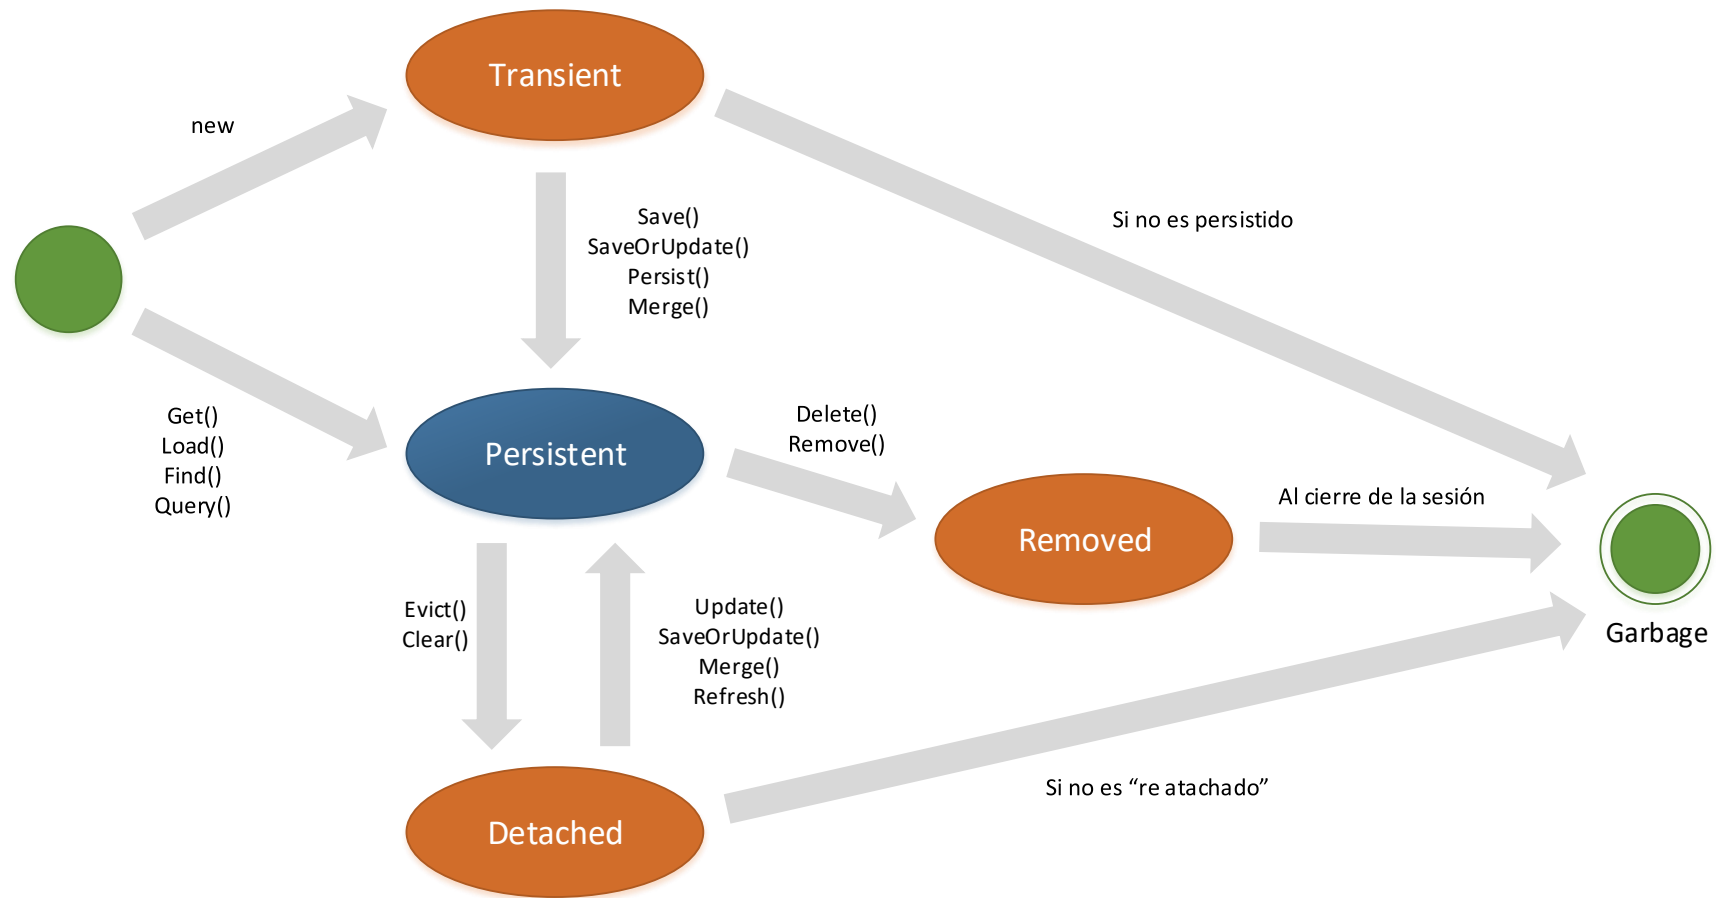 Transient
new
Save()
SaveOrUpdate()
Persist()
Merge()
Si no es persistido
Get()
Load()
Find()
Query()
Persistent
Delete()
Remove()
Removed
Al cierre de la sesión
Garbage
Evict()
Clear()
Update()
SaveOrUpdate()
Merge()
Refresh()
Detached
Si no es “re atachado”